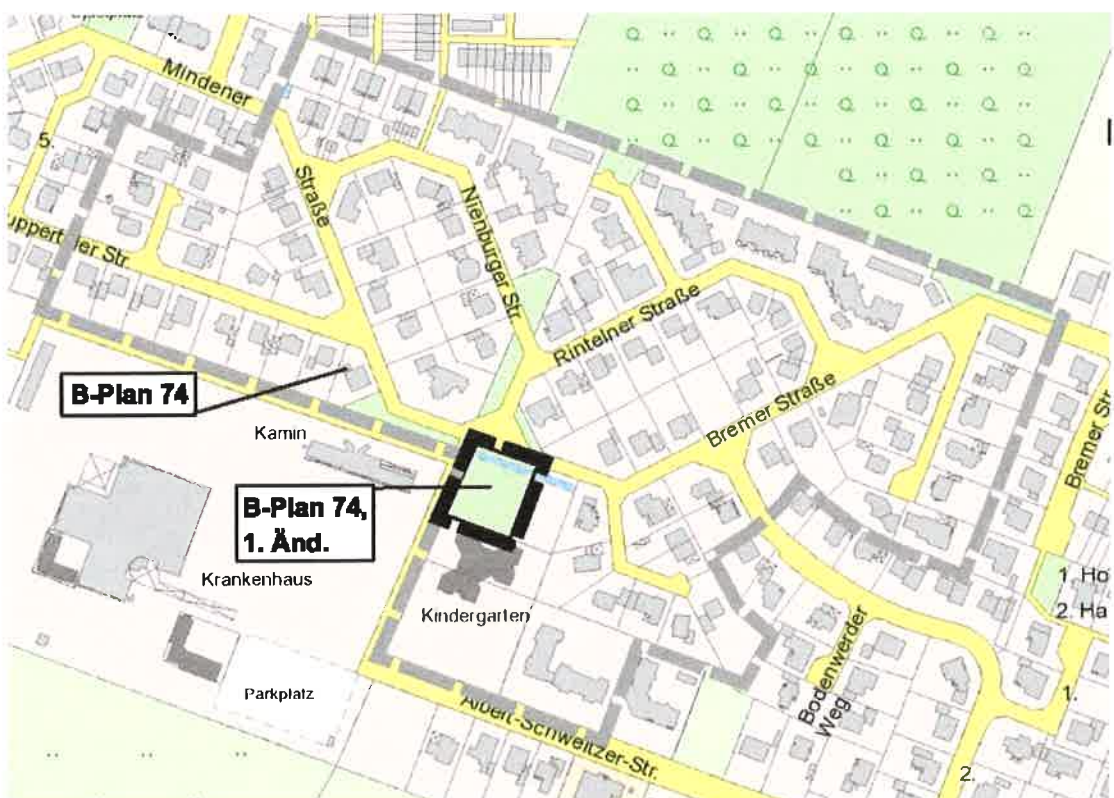 Mindener
Straße
5.
Nienburger Str.
Rintelner Straße
Bremer Straße
B-Plan 74
Kamin
B-Plan 74,
1. Änd.
Krankenhaus
Kindergarten
Parkplatz
Albert-Schweitzer-Str.
Bodenwerder
Weg
Bremer Str.
1. Ho
2. Ha
1.
2.